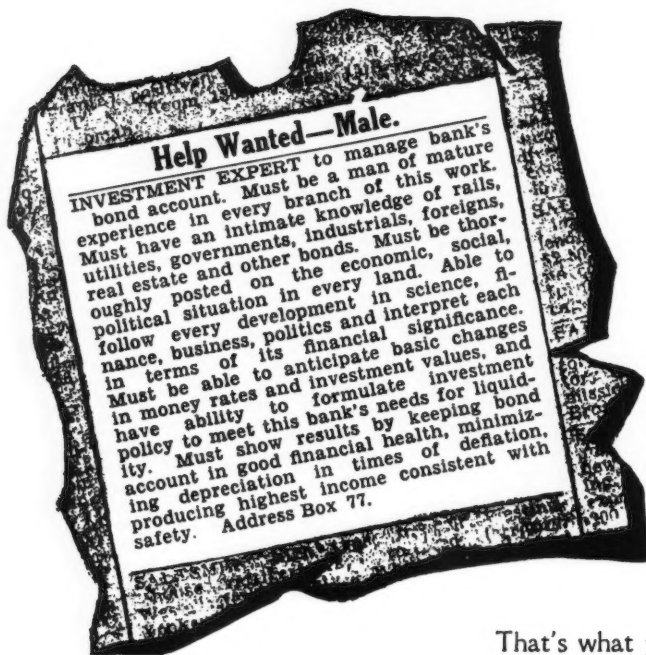 Room
Help Wanted—Male.
INVESTMENT EXPERT to manage bank's
bond account. Must be a man of mature
experience in every branch of this work.
Must have an intimate knowledge of rails,
utilities, governments, industrials, foreigns,
real estate and other bonds. Must be thor-
oughly posted on the economic, social,
political situation in every land. Able to
follow every development in science, fi-
nance, business, politics and interpret each
in terms of its financial significance.
Must be able to anticipate basic changes
in money rates and investment values, and
have ability to formulate investment
policy to meet this bank's needs for liquid-
ity. Must show results by keeping bond
account in good financial health, minimiz-
ing depreciation in times of deflation,
producing highest income consistent with
safety. Address Box 77.
That's what